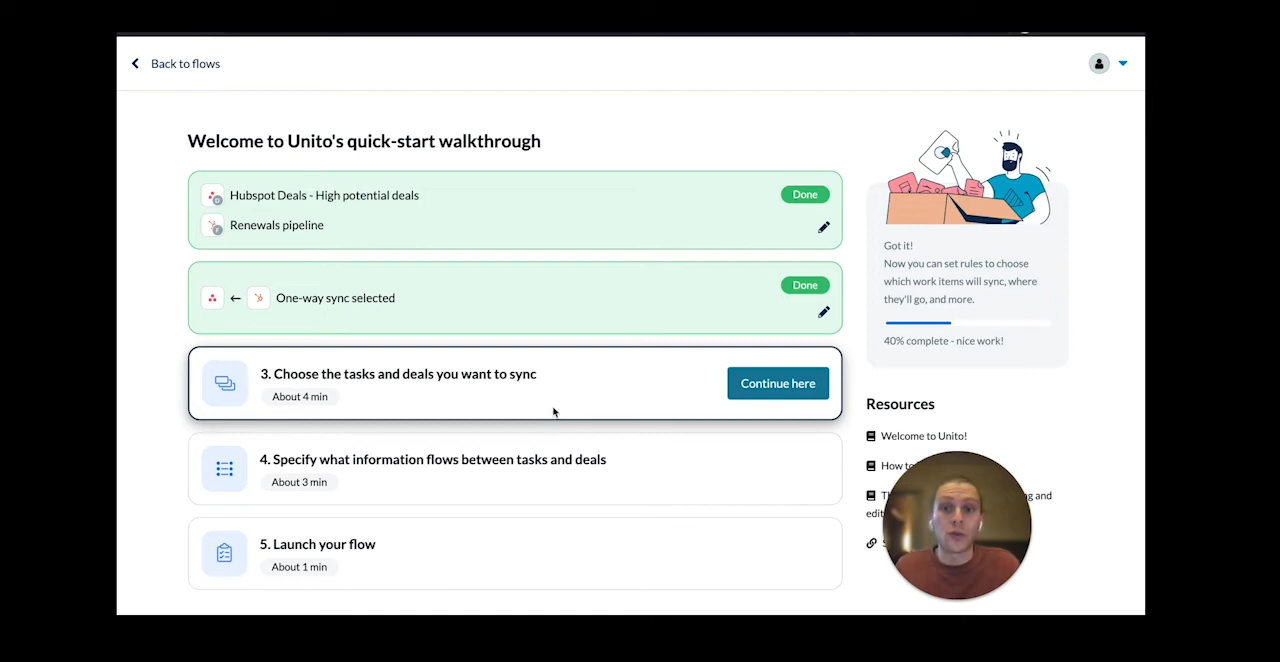 Back to flows
Welcome to Unito's quick-start walkthrough
Hubspot Deals - High potential deals
Done
Renewals pipeline
One-way sync selected
Done
3. Choose the tasks and deals you want to sync
About 4 min
Continue here
4. Specify what information flows between tasks and deals
About 3 min
5. Launch your flow
About 1 min
Got it!
Now you can set rules to choose
which work items will sync, where
they'll go, and more.
40% complete - nice work!
Resources
Welcome to Unito!
How
and